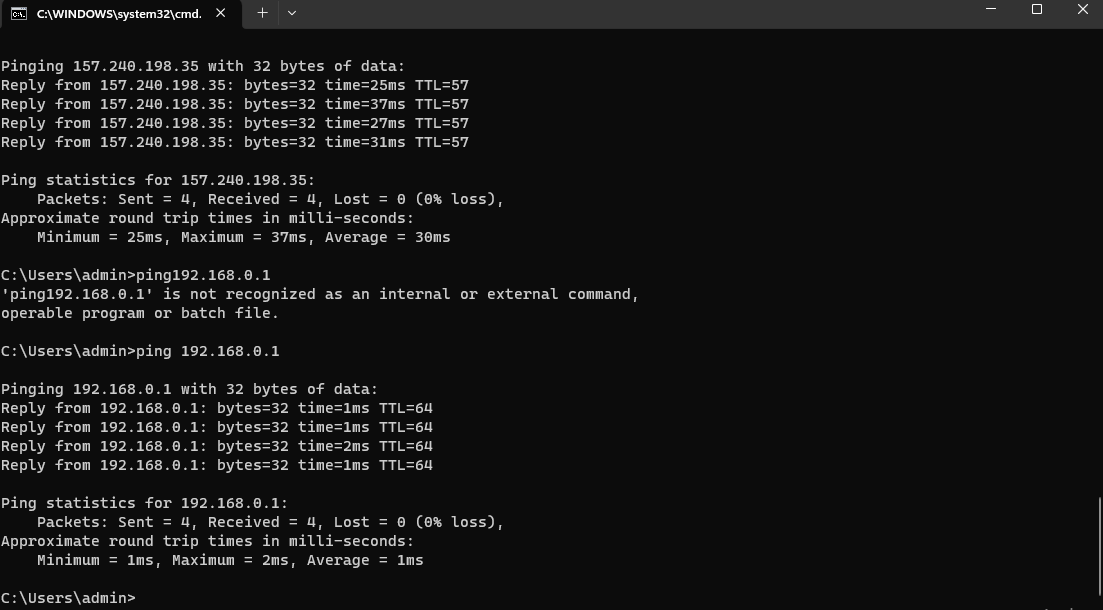 C:\WINDOWS\system32\cmd.
Pinging 157.240.198.35 with 32 bytes of data:
Reply from 157.240.198.35: bytes=32 time=25ms TTL=57
Reply from 157.240.198.35: bytes=32 time=37ms TTL=57
Reply from 157.240.198.35: bytes=32 time=27ms TTL=57
Reply from 157.240.198.35: bytes=32 time=31ms TTL=57
Ping statistics for 157.240.198.35:
    Packets: Sent = 4, Received = 4, Lost = 0 (0% loss),
Approximate round trip times in milli-seconds:
    Minimum = 25ms, Maximum = 37ms, Average = 30ms
C:\Users\admin>ping192.168.0.1
'ping192.168.0.1' is not recognized as an internal or external command,
operable program or batch file.
C:\Users\admin>ping 192.168.0.1
Pinging 192.168.0.1 with 32 bytes of data:
Reply from 192.168.0.1: bytes=32 time=1ms TTL=64
Reply from 192.168.0.1: bytes=32 time=1ms TTL=64
Reply from 192.168.0.1: bytes=32 time=2ms TTL=64
Reply from 192.168.0.1: bytes=32 time=1ms TTL=64
Ping statistics for 192.168.0.1:
    Packets: Sent = 4, Received = 4, Lost = 0 (0% loss),
Approximate round trip times in milli-seconds:
    Minimum = 1ms, Maximum = 2ms, Average = 1ms
C:\Users\admin>